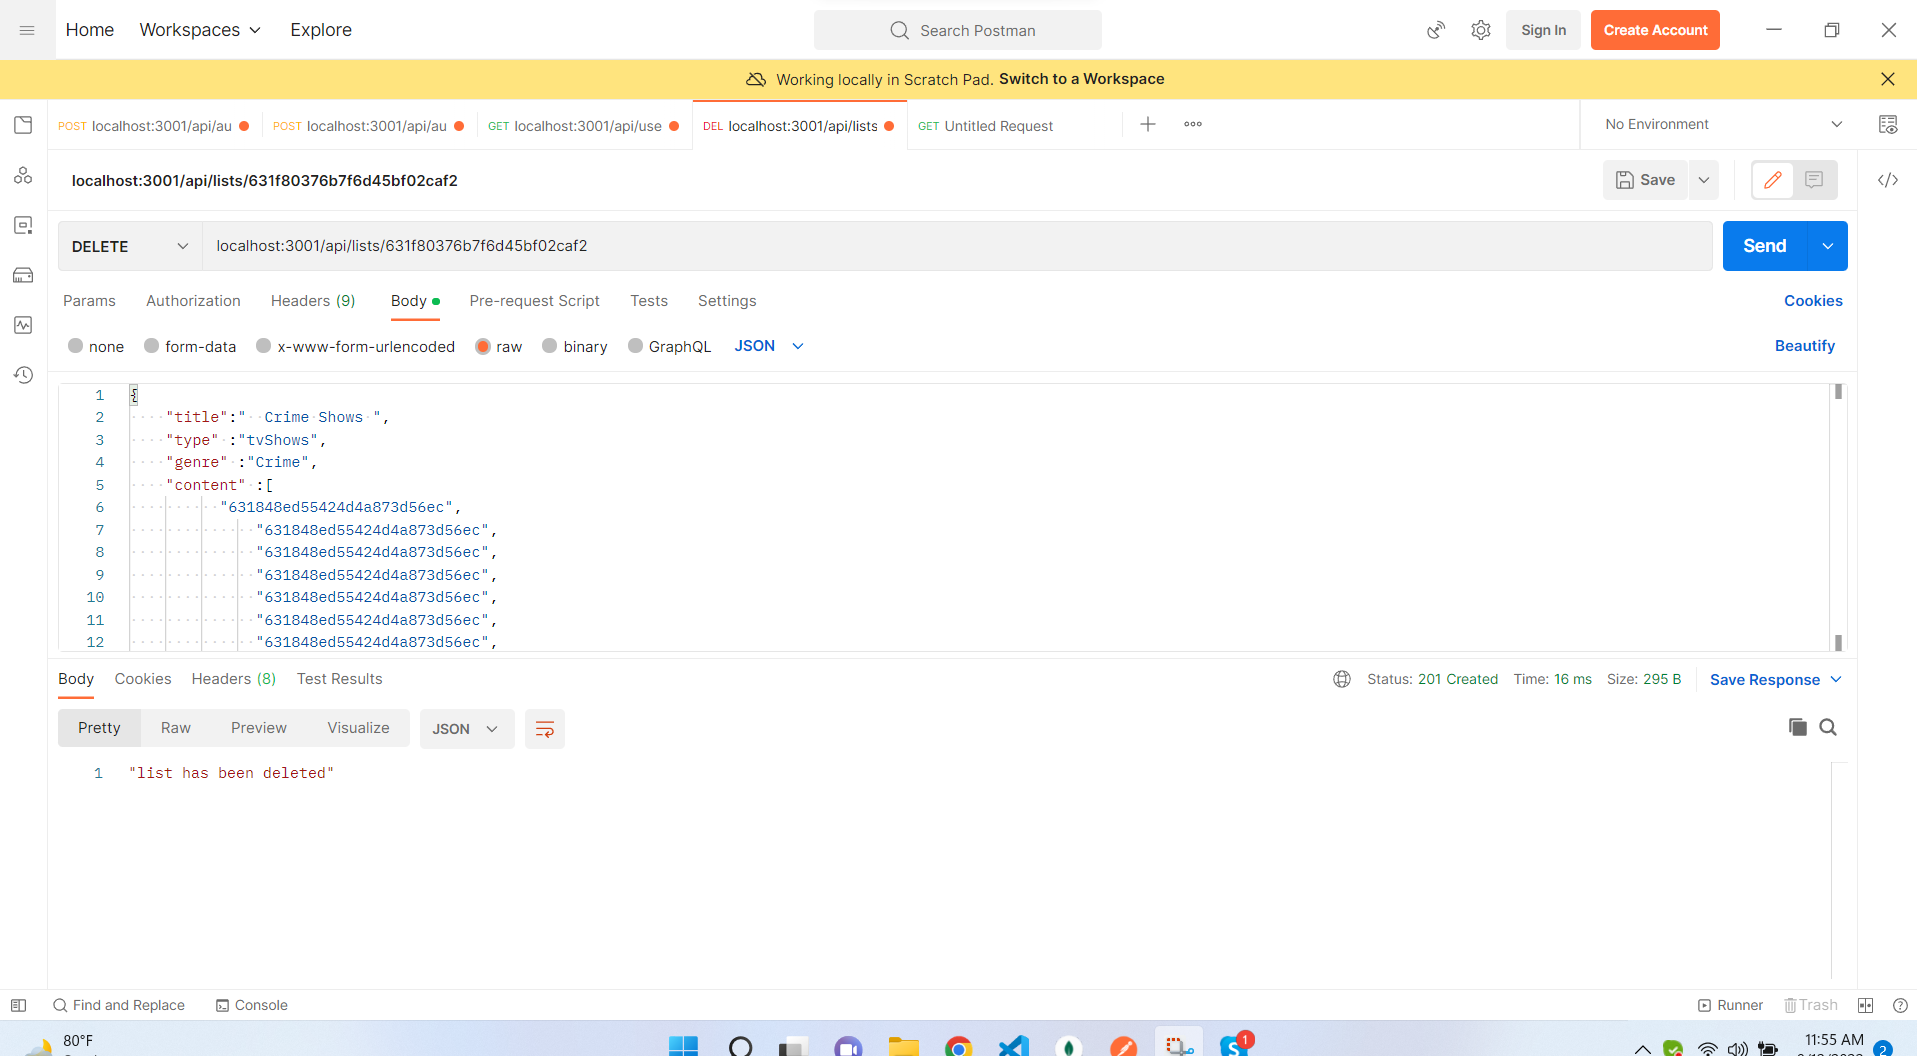 Home Workspaces Explore Search Postman Sign In Create Account
Working locally in Scratch Pad. Switch to a Workspace
POST localhost:3001/api/au POST localhost:3001/api/au GET localhost:3001/api/use DEL localhost:3001/api/lists GET Untitled Request No Environment
localhost:3001/api/lists/631f80376b7f6d45bf02caf2 Save
DELETE localhost:3001/api/lists/631f80376b7f6d45bf02caf2 Send
Params Authorization Headers (9) Body Pre-request Script Tests Settings Cookies
none form-data x-www-form-urlencoded raw binary GraphQL JSON Beautify
1 {
2 "title":"  Crime Shows ",
3 "type" :"tvShows",
4 "genre" :"Crime",
5 "content" :[
6 "631848ed55424d4a873d56ec",
7 "631848ed55424d4a873d56ec",
8 "631848ed55424d4a873d56ec",
9 "631848ed55424d4a873d56ec",
10 "631848ed55424d4a873d56ec",
11 "631848ed55424d4a873d56ec",
12 "631848ed55424d4a873d56ec",
Body Cookies Headers (8) Test Results Status: 201 Created Time: 16 ms Size: 295 B Save Response
Pretty Raw Preview Visualize JSON
1 "list has been deleted"
Find and Replace Console Runner Trash
80°F 1 11:55 AM 2